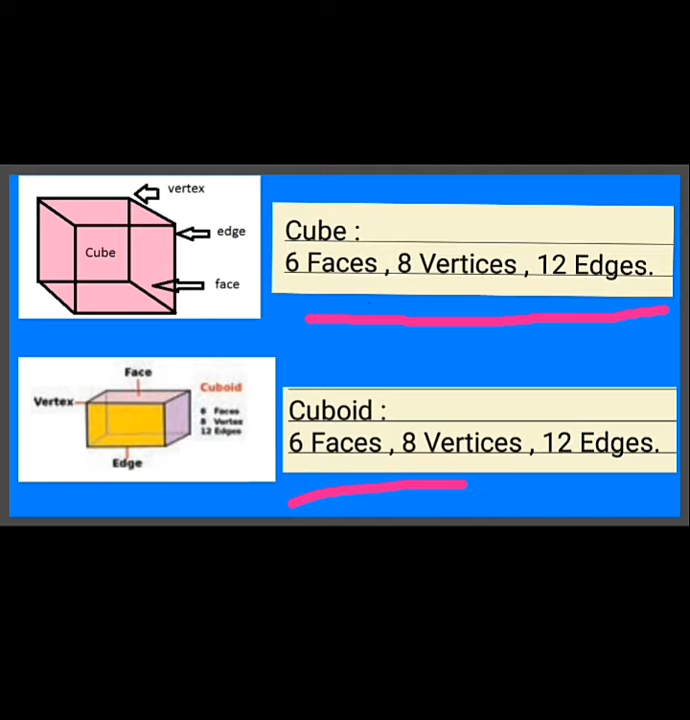 vertex
edge
Cube
face
Cube :
6 Faces , 8 Vertices , 12 Edges.
Face
Cuboid
Vertex
6 Faces
8 Vertex
12 Edges
Edge
Cuboid :
6 Faces , 8 Vertices , 12 Edges.